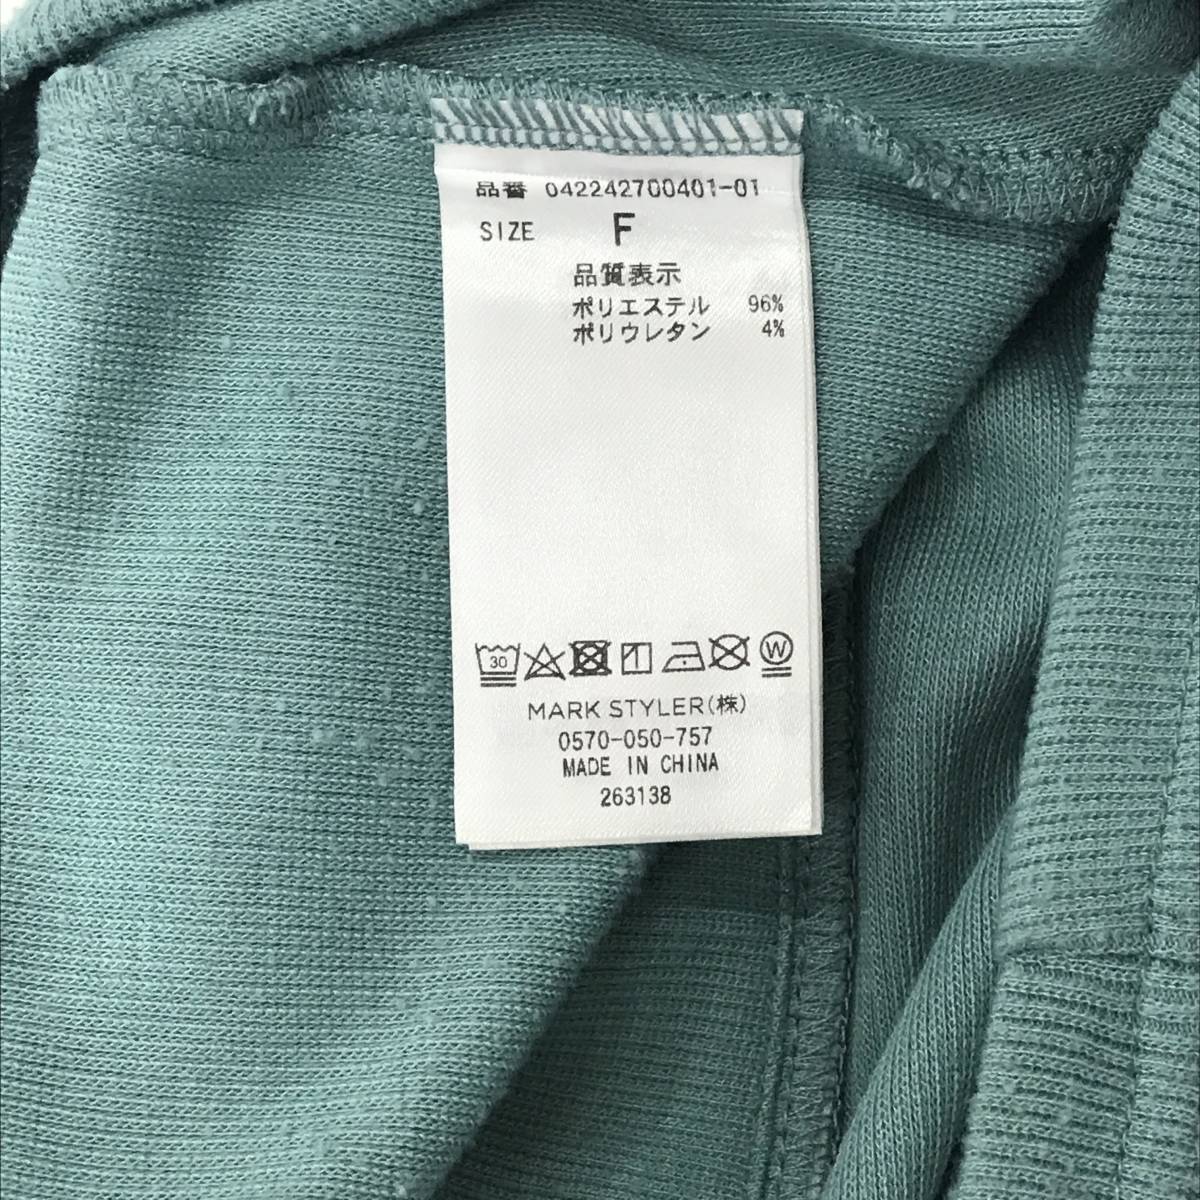 品番 042242700401-01
SIZE F
品質表示
ポリエステル 96%
ポリウレタン 4%
30 W
MARK STYLER(株)
0570-050-757
MADE IN CHINA
263138